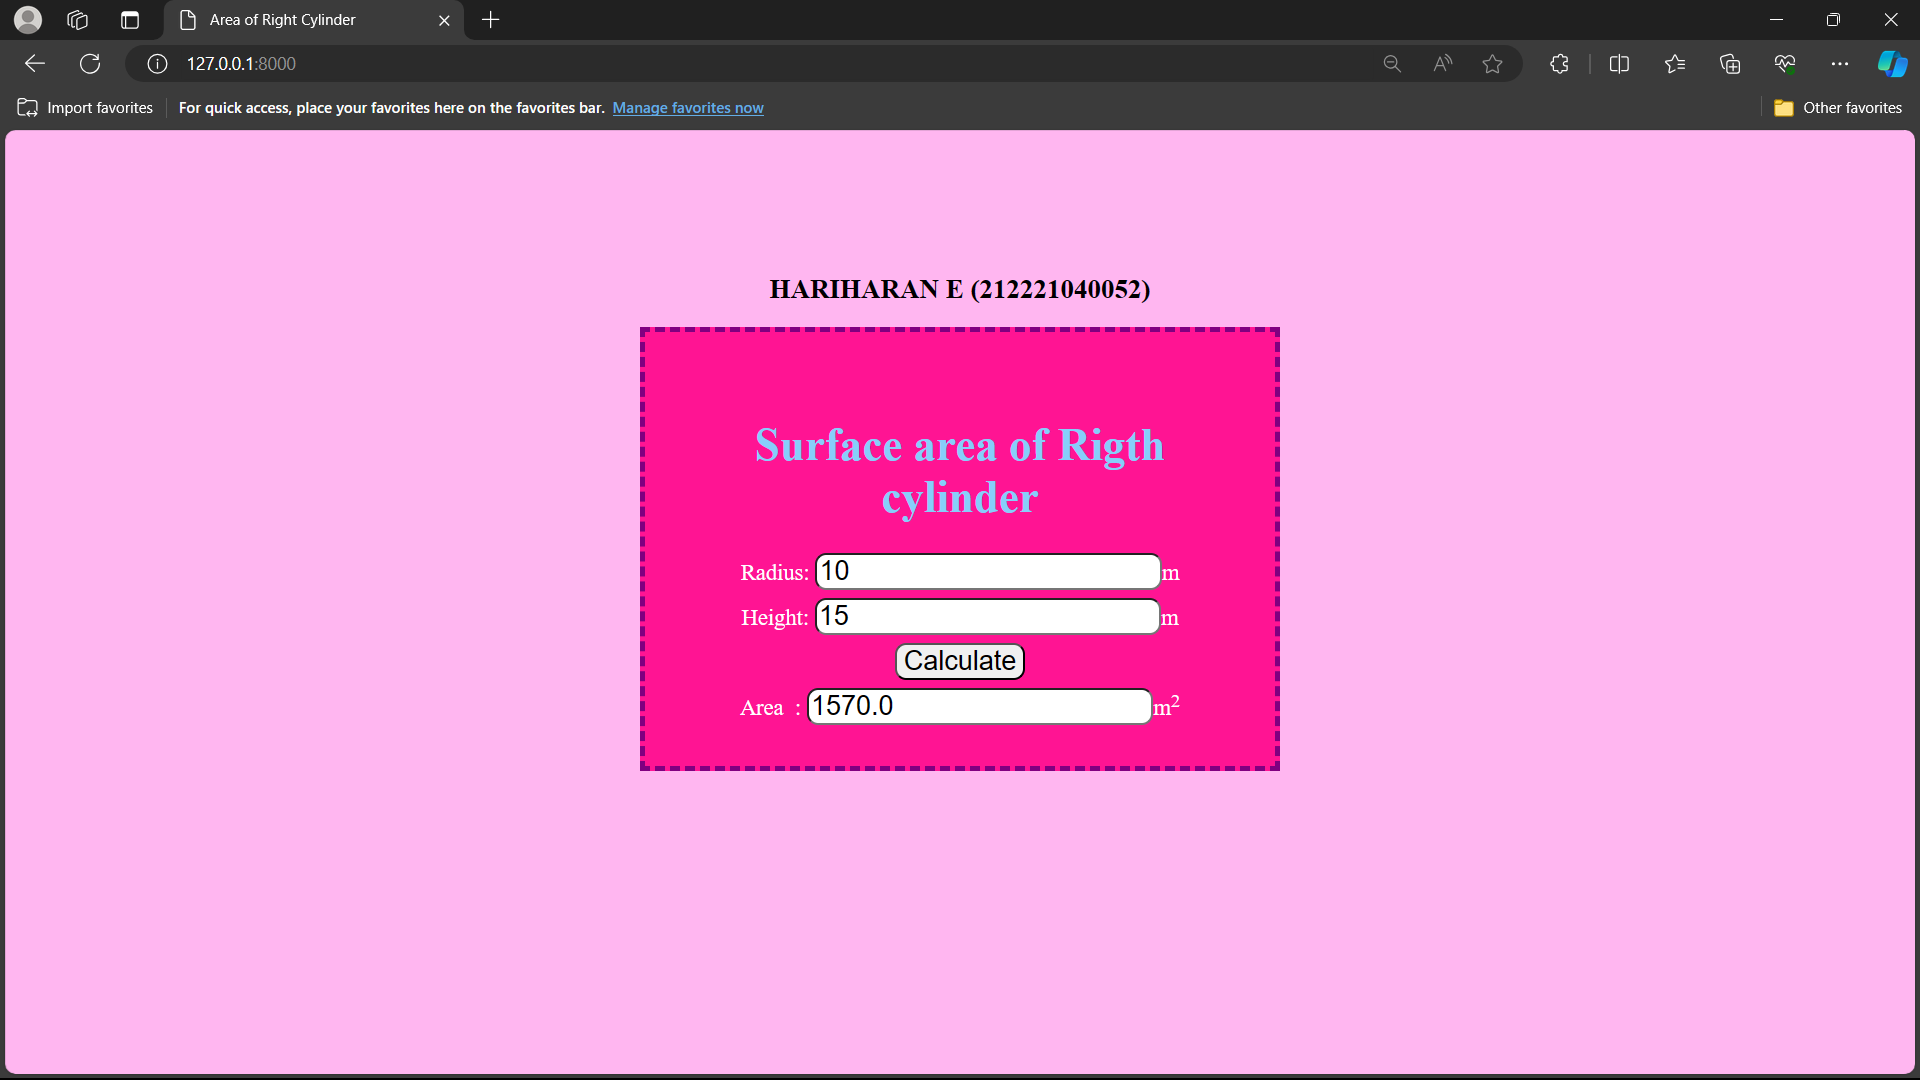 Area of Right Cylinder
127.0.0.1:8000
Import favorites
For quick access, place your favorites here on the favorites bar. Manage favorites now
Other favorites
HARIHARAN E (212221040052)
Surface area of Rigth
cylinder
Radius: 10 m
Height: 15 m
Calculate
Area : 1570.0 m²